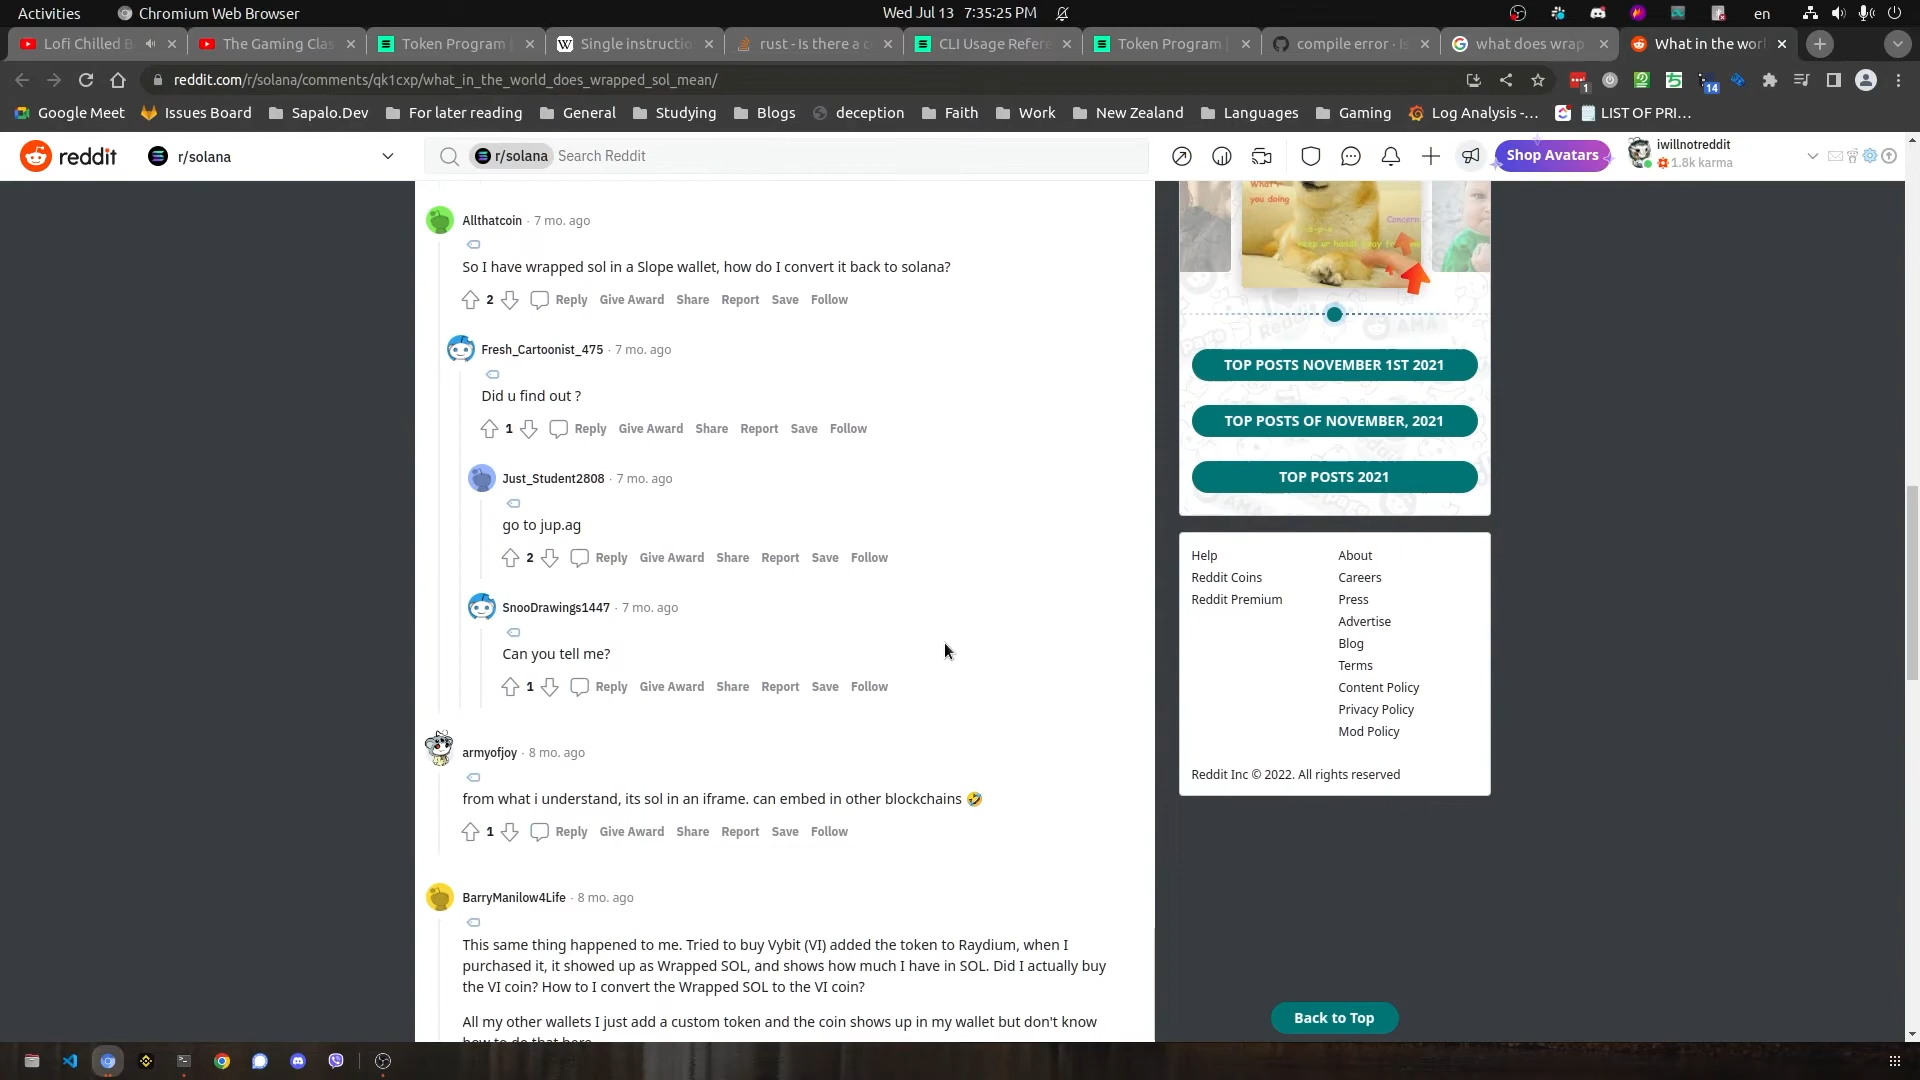 Activities
Chromium Web Browser
Wed Jul 13 7:35:25 PM
en
Lofi Chilled B
The Gaming Clas
Token Program
Single instructio
rust - Is there a c
CLI Usage Refere
Token Program
compile error · Is
what does wrap
What in the worl
reddit.com/r/solana/comments/qk1cxp/what_in_the_world_does_wrapped_sol_mean/
1
14
Google Meet
Issues Board
Sapalo.Dev
For later reading
General
Studying
Blogs
deception
Faith
Work
New Zealand
Languages
Gaming
Log Analysis -...
LIST OF PRI...
reddit
r/solana
r/solana
Search Reddit
Shop Avatars
iwillnotreddit
1.8k karma
Allthatcoin · 7 mo. ago
So I have wrapped sol in a Slope wallet, how do I convert it back to solana?
2 Reply Give Award Share Report Save Follow
Fresh_Cartoonist_475 · 7 mo. ago
Did u find out ?
1 Reply Give Award Share Report Save Follow
Just_Student2808 · 7 mo. ago
go to jup.ag
2 Reply Give Award Share Report Save Follow
SnooDrawings1447 · 7 mo. ago
Can you tell me?
1 Reply Give Award Share Report Save Follow
armyofjoy · 8 mo. ago
from what i understand, its sol in an iframe. can embed in other blockchains 🤣
1 Reply Give Award Share Report Save Follow
BarryManilow4Life · 8 mo. ago
This same thing happened to me. Tried to buy Vybit (VI) added the token to Raydium, when I
purchased it, it showed up as Wrapped SOL, and shows how much I have in SOL. Did I actually buy
the VI coin? How to I convert the Wrapped SOL to the VI coin?
All my other wallets I just add a custom token and the coin shows up in my wallet but don't know
how to do that here.
you doing
Concern
TOP POSTS NOVEMBER 1ST 2021
TOP POSTS OF NOVEMBER, 2021
TOP POSTS 2021
Help
Reddit Coins
Reddit Premium
About
Careers
Press
Advertise
Blog
Terms
Content Policy
Privacy Policy
Mod Policy
Reddit Inc © 2022. All rights reserved
Back to Top